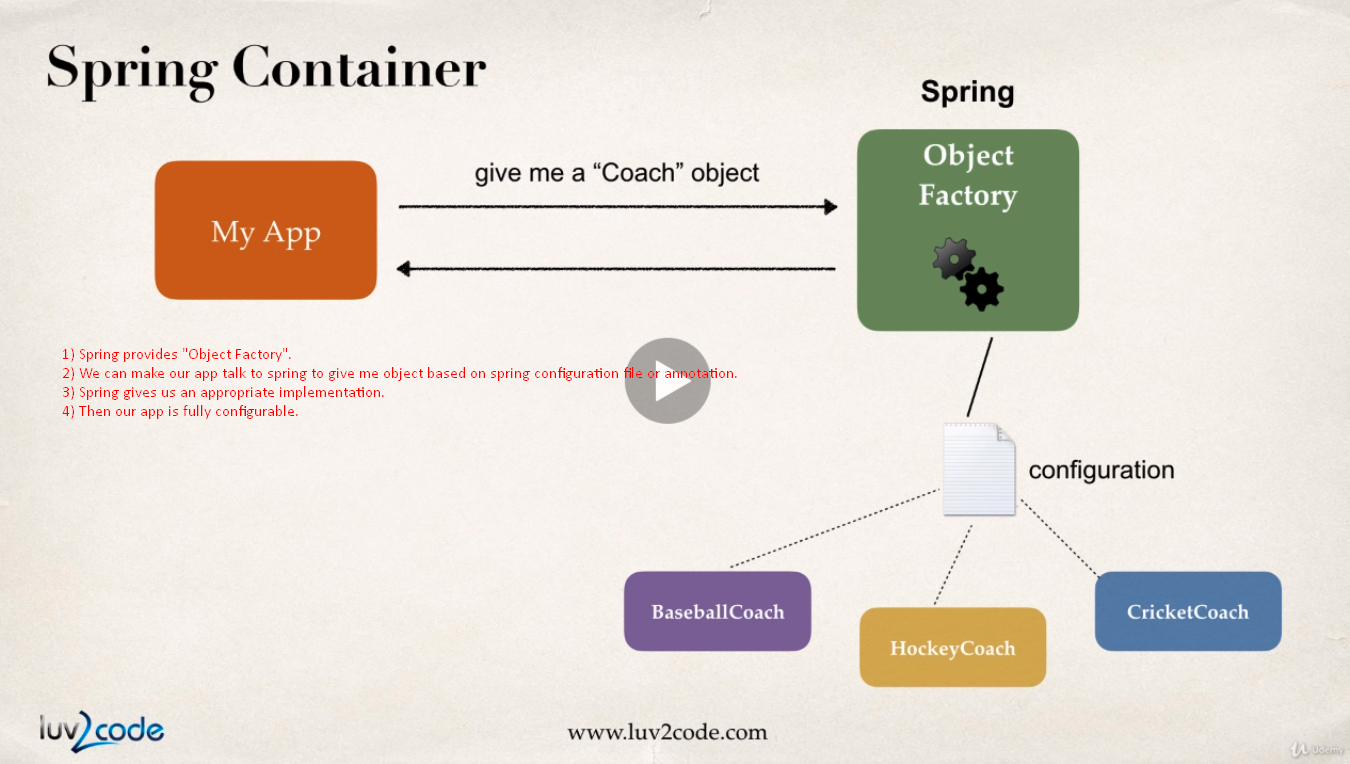 Spring Container
Spring
Object
Factory
give me a “Coach” object
My App
1) Spring provides "Object Factory".
2) We can make our app talk to spring to give me object based on spring configuration file or annotation.
3) Spring gives us an appropriate implementation.
4) Then our app is fully configurable.
configuration
BaseballCoach
HockeyCoach
CricketCoach
luv2code
www.luv2code.com
Udemy